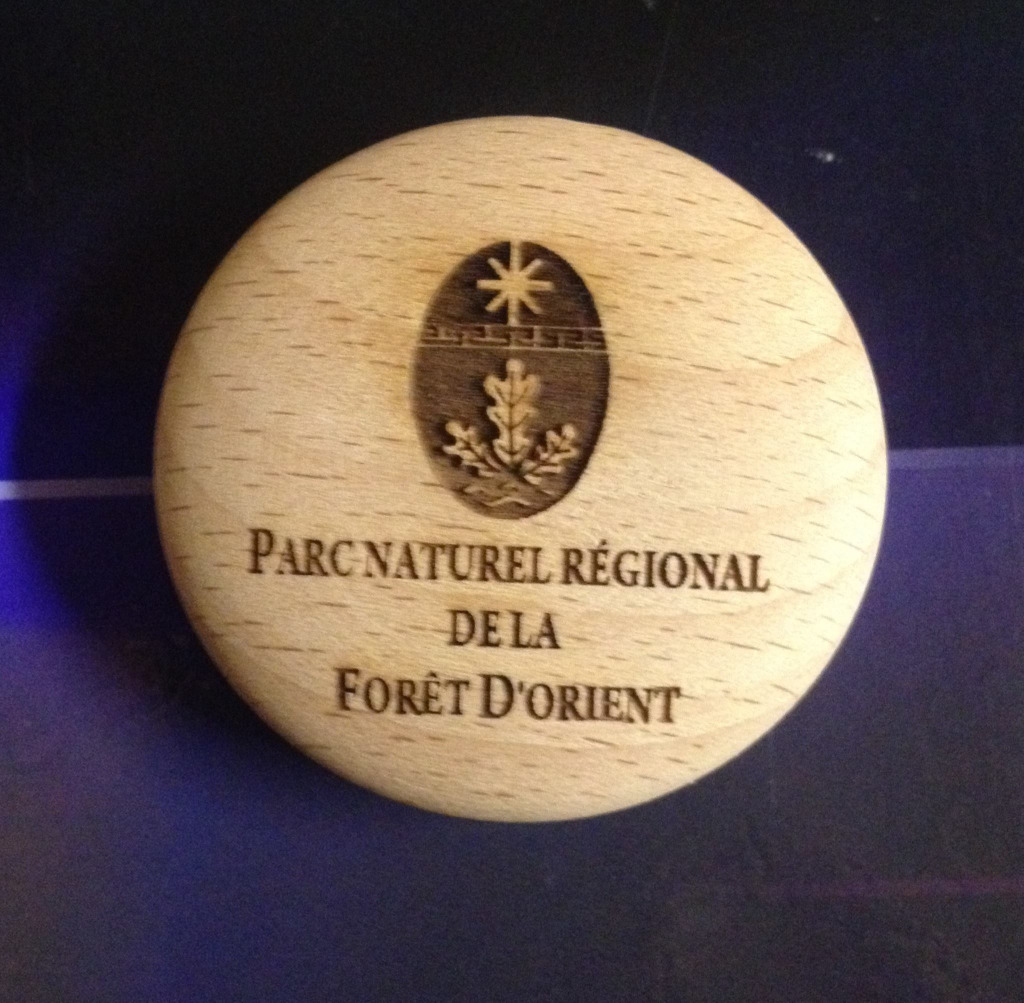 PARC NATUREL RÉGIONAL
DE LA
FORÊT D'ORIENT